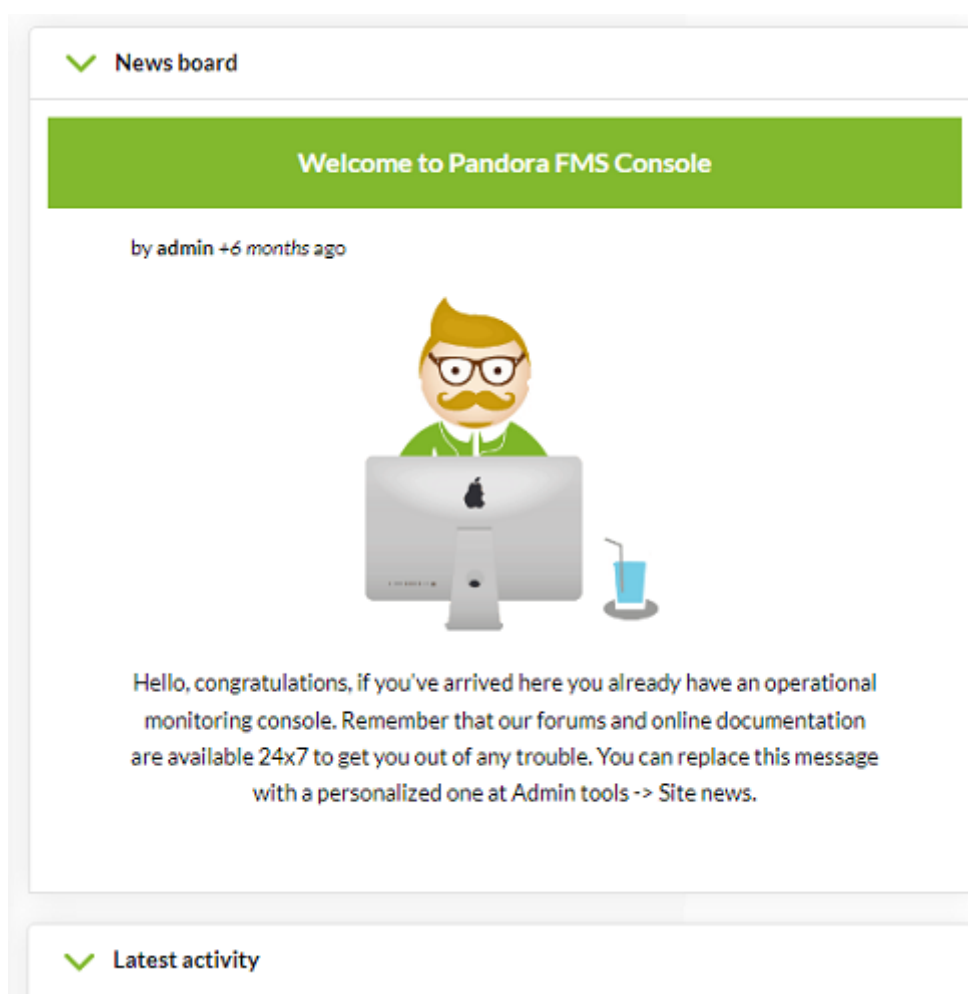 News board
Welcome to Pandora FMS Console
by admin +6 months ago
Hello, congratulations, if you've arrived here you already have an operational
monitoring console. Remember that our forums and online documentation
are available 24x7 to get you out of any trouble. You can replace this message
with a personalized one at Admin tools -> Site news.
Latest activity